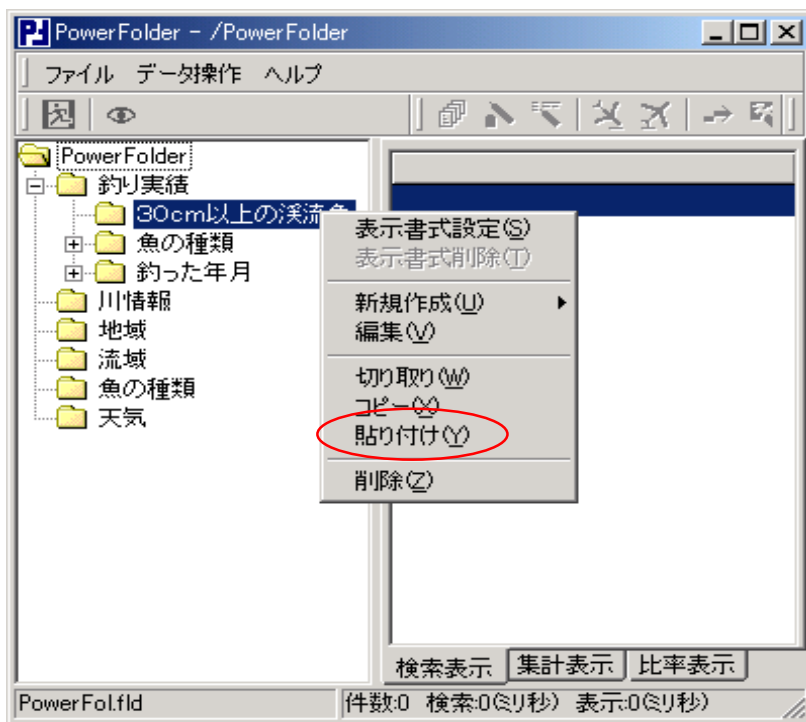 PowerFolder - /PowerFolder
ファイル データ操作 ヘルプ
PowerFolder
釣り実績
30cm以上の渓流魚
魚の種類
釣った年月
川情報
地域
流域
魚の種類
天気
表示書式設定(S)
表示書式削除(T)
新規作成(U)
編集(V)
切り取り(W)
コピー(X)
貼り付け(Y)
削除(Z)
検索表示 集計表示 比率表示
PowerFol.fld 件数:0 検索:0(ミリ秒) 表示:0(ミリ秒)